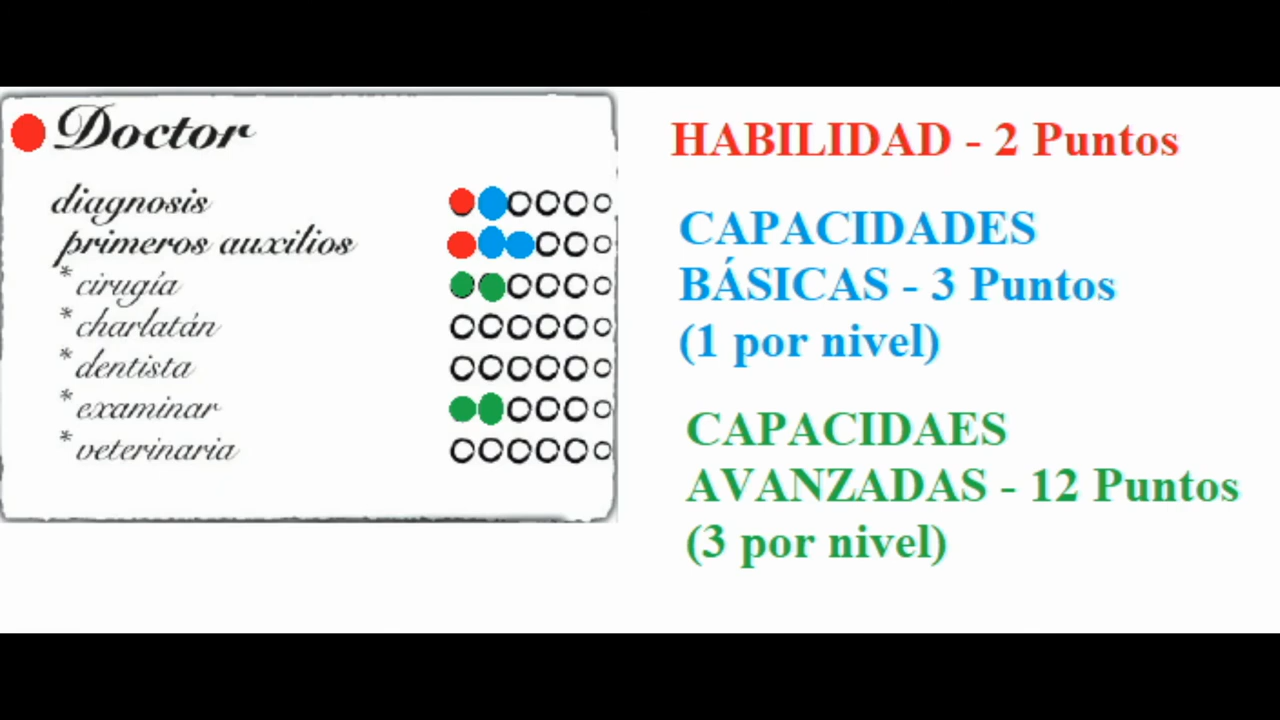 Doctor
diagnosis
primeros auxilios
* cirugía
* charlatán
* dentista
* examinar
* veterinaria
HABILIDAD - 2 Puntos
CAPACIDADES
BÁSICAS - 3 Puntos
(1 por nivel)
CAPACIDAES
AVANZADAS - 12 Puntos
(3 por nivel)